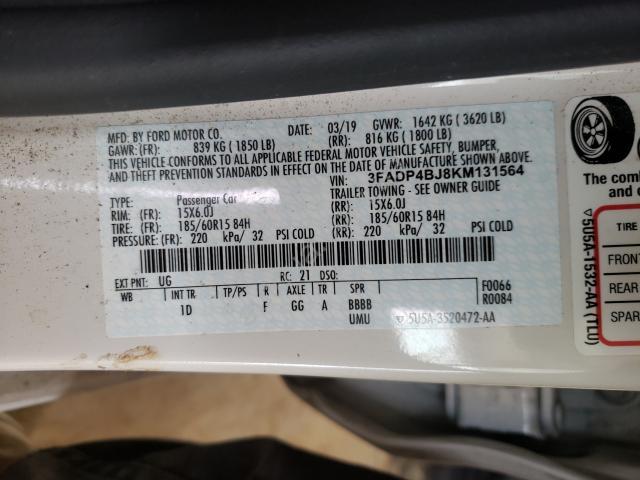 MFD. BY FORD MOTOR CO.
DATE: 03/19 GVWR: 1642 KG ( 3620 LB)
GAWR: (FR): 839 KG ( 1850 LB) (RR): 816 KG ( 1800 LB)
THIS VEHICLE CONFORMS TO ALL APPLICABLE FEDERAL MOTOR VEHICLE SAFETY, BUMPER,
AND THEFT PREVENTION STANDARDS IN EFFECT ON THE DATE OF MANUFACTURE SHOWN ABOVE.
VIN: 3FADP4BJ8KM131564
TYPE: Passenger Car TRAILER TOWING - SEE OWNER GUIDE
RIM: (FR): 15X6.0J (RR): 15X6.0J
TIRE: (FR): 185/60R15 84H (RR): 185/60R15 84H
PRESSURE: (FR): 220 kPa/ 32 PSI COLD (RR): 220 kPa/ 32 PSI COLD
EXT PNT: UG RC: 21 DSO:
WB INT TR TP/PS R AXLE TR SPR F0066
1D F GG A BBBB R0084
UMU 5U5A-3520472-AA
The combi
5U5A-1532-AA (TL0)
TIRE
FRONT
REAR
SPAR